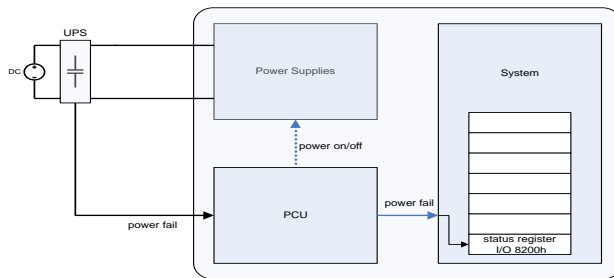 UPS
DC
Power Supplies
System
power on/off
PCU
power fail
power fail
status register
I/O 8200h